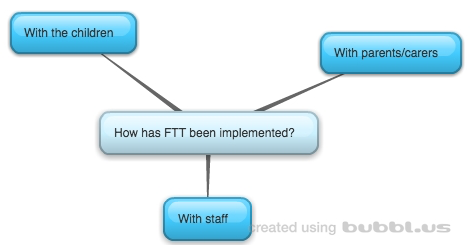 With the children
With parents/carers
How has FTT been implemented?
With staff
created using bubbl.us